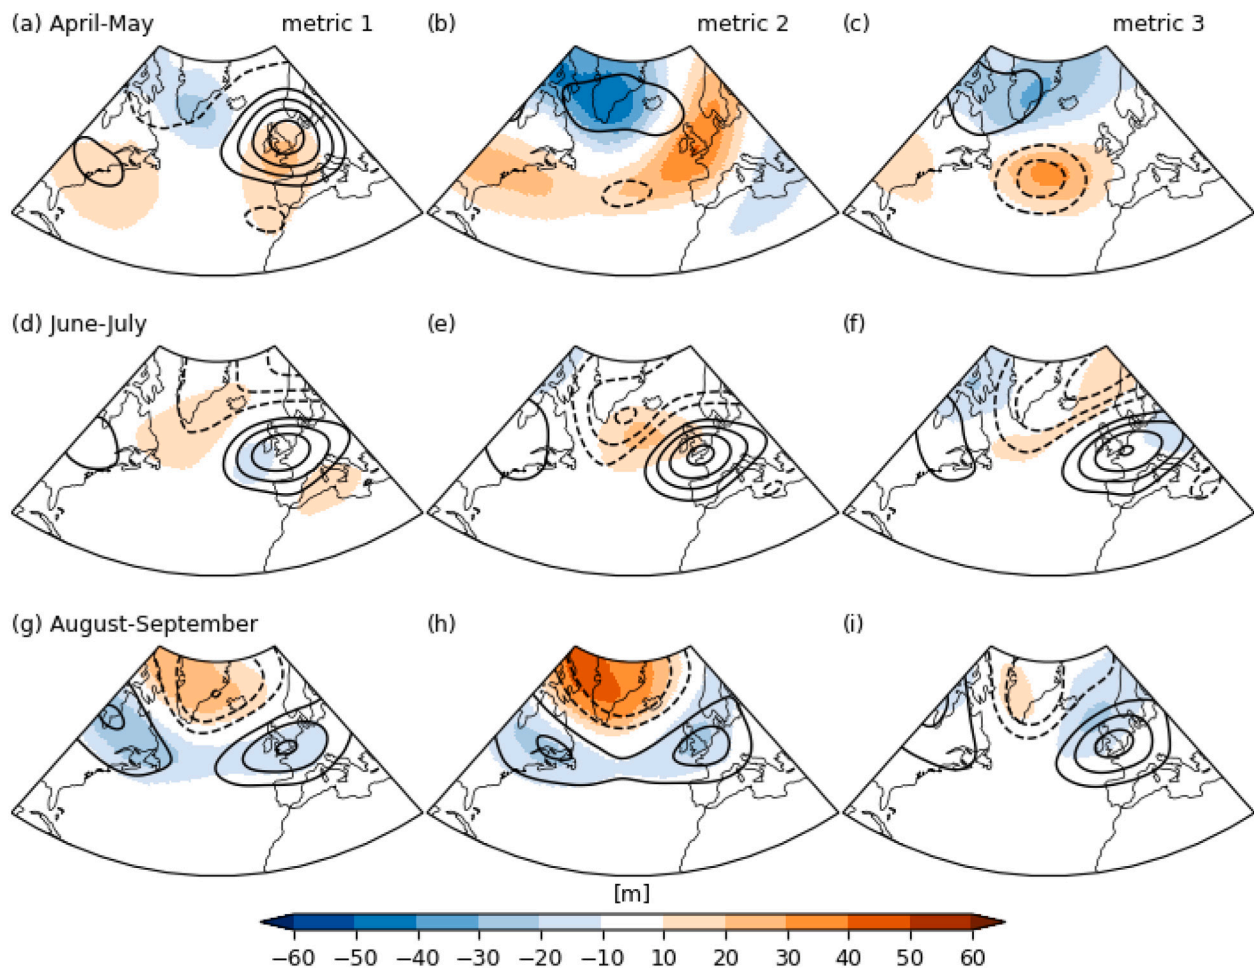 (a) April-May metric 1 (b) metric 2 (c) metric 3
(d) June-July (e) (f)
(g) August-September (h) (i)
[m]
−60 −50 −40 −30 −20 −10 10 20 30 40 50 60